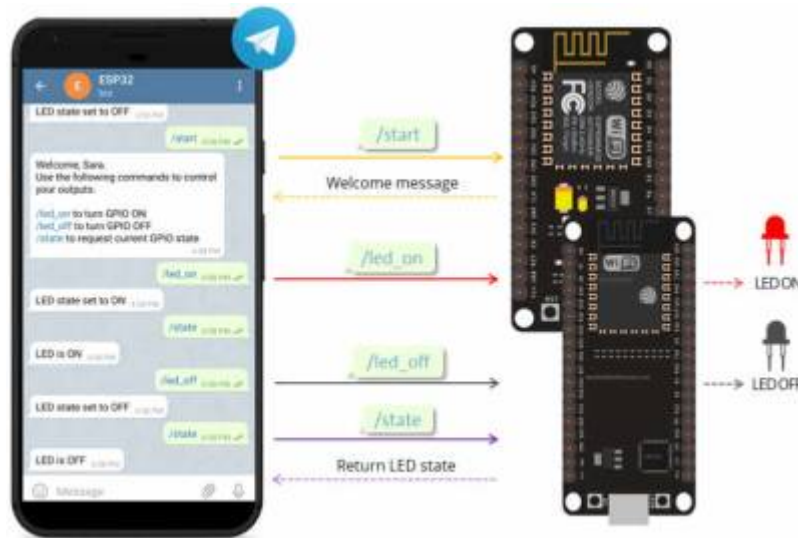 ESP32
bot
LED state set to OFF
/start
Welcome, Sara.
Use the following commands to control
your outputs.
/led_on to turn GPIO ON
/led_off to turn GPIO OFF
/state to request current GPIO state
/led_on
LED state set to ON
/state
LED is ON
/led_off
LED state set to OFF
/state
LED is OFF
Message
/start
Welcome message
/led_on
/led_off
/state
Return LED state
WiFi
FC
WiFi
LED ON
LED OFF